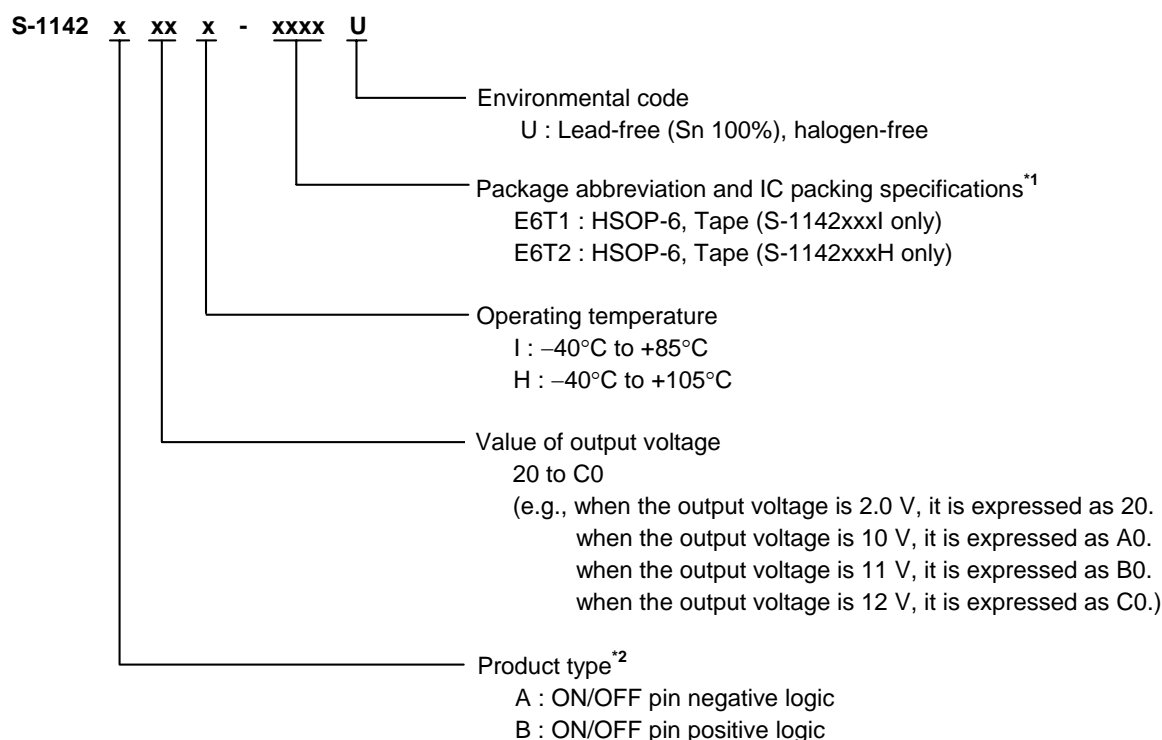 S-1142 x xx x - xxxx U
Environmental code
U : Lead-free (Sn 100%), halogen-free
Package abbreviation and IC packing specifications*1
E6T1 : HSOP-6, Tape (S-1142xxxI only)
E6T2 : HSOP-6, Tape (S-1142xxxH only)
Operating temperature
I : −40°C to +85°C
H : −40°C to +105°C
Value of output voltage
20 to C0
(e.g., when the output voltage is 2.0 V, it is expressed as 20.
when the output voltage is 10 V, it is expressed as A0.
when the output voltage is 11 V, it is expressed as B0.
when the output voltage is 12 V, it is expressed as C0.)
Product type*2
A : ON/OFF pin negative logic
B : ON/OFF pin positive logic